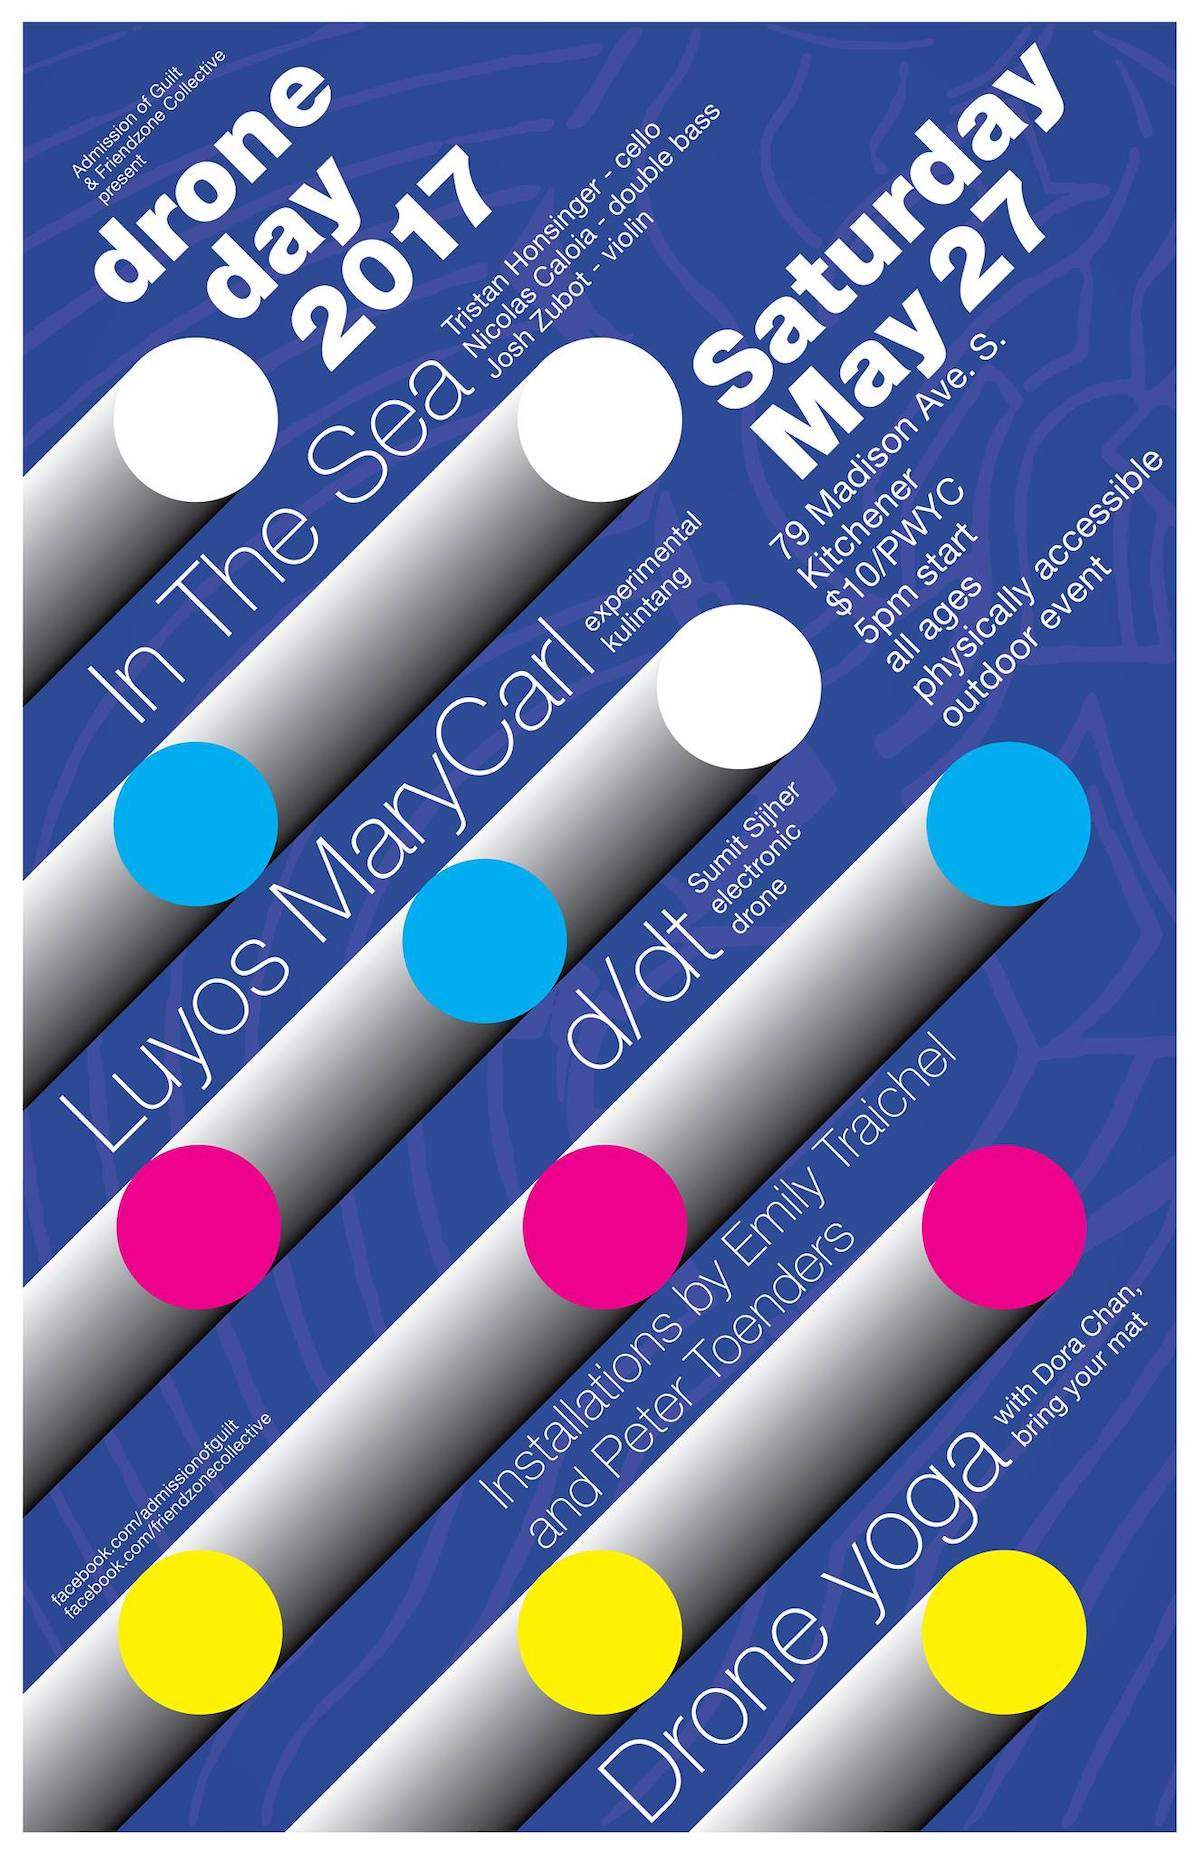 Admission of Guilt
& Friendzone Collective
present
drone
day
2017
Saturday
May 27
79 Madison Ave. S.
Kitchener
$10/PWYC
5pm start
all ages
physically accessible
outdoor event
In The Sea
Tristan Honsinger - cello
Nicolas Caloia - double bass
Josh Zubot - violin
Luyos MaryCarl
experimental
kulintang
d/dt
Sumit Sijher
electronic
drone
Installations by Emily Traichel
and Peter Toenders
Drone yoga
with Dora Chan,
bring your mat
facebook.com/admissionofguilt
facebook.com/friendzonecollective